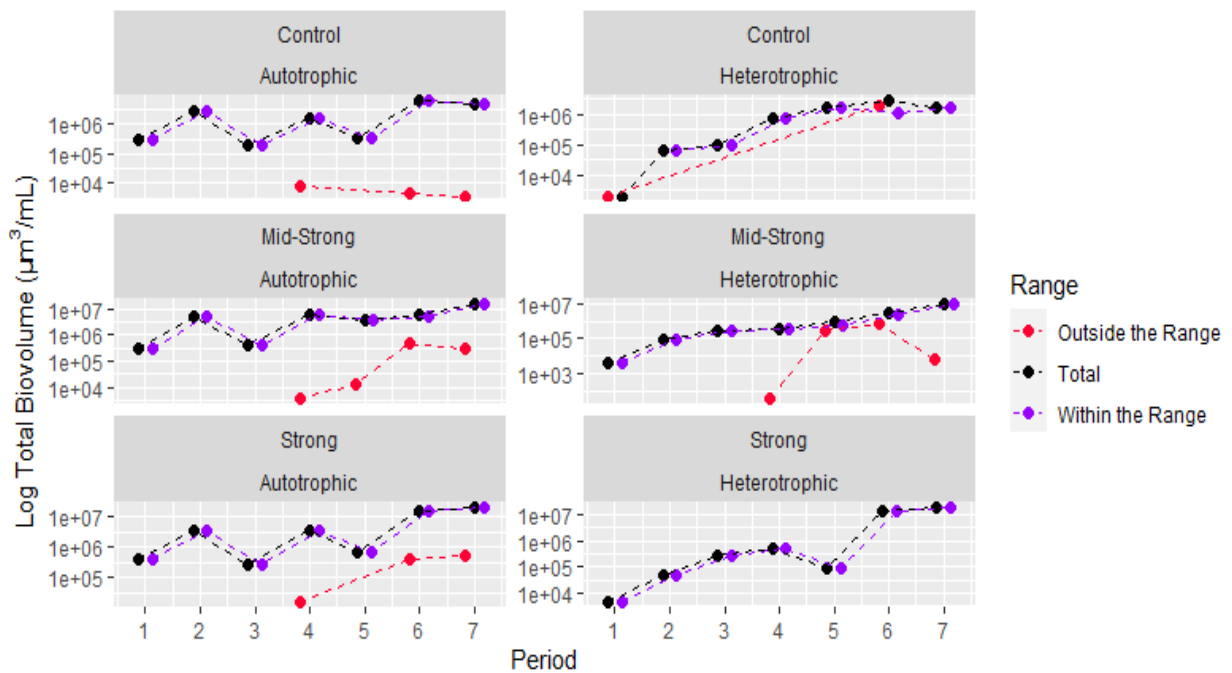 Control
Autotrophic
1e+06
1e+05
1e+04
Control
Heterotrophic
1e+06
1e+05
1e+04
Mid-Strong
Autotrophic
1e+07
1e+06
1e+05
1e+04
Mid-Strong
Heterotrophic
1e+07
1e+05
1e+03
Strong
Autotrophic
1e+07
1e+06
1e+05
Strong
Heterotrophic
1e+07
1e+06
1e+05
1e+04
1 2 3 4 5 6 7
1 2 3 4 5 6 7
Period
Log Total Biovolume (µm³/mL)
Range
Outside the Range
Total
Within the Range